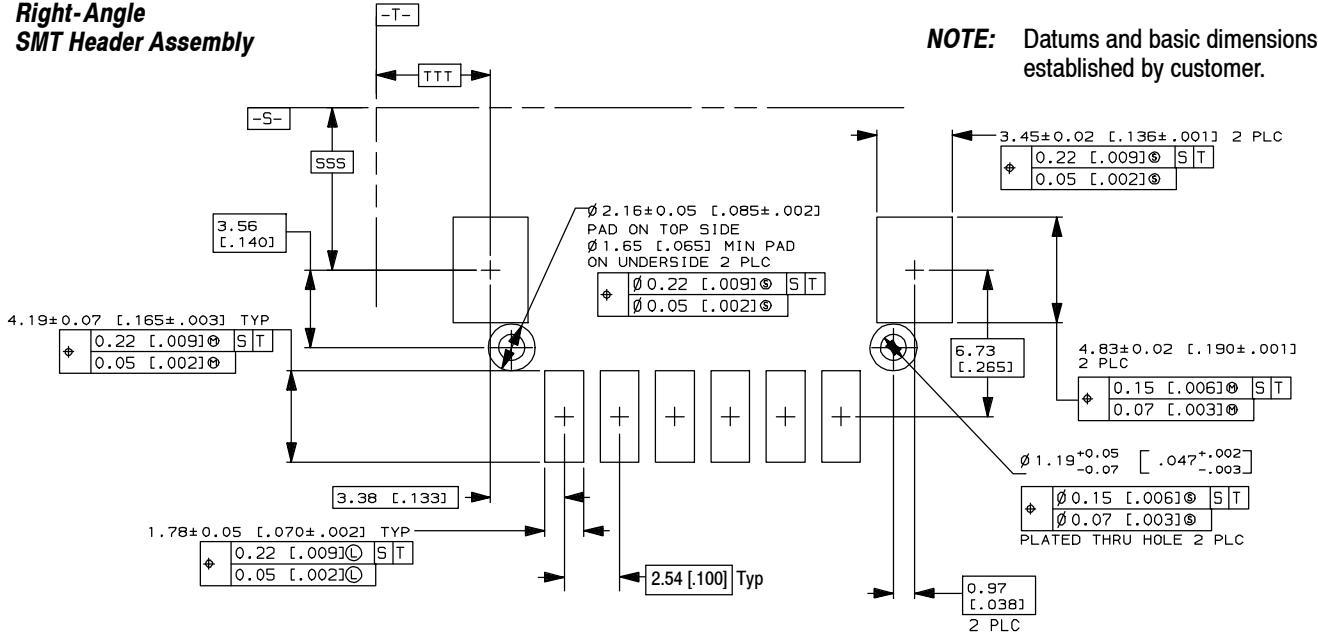 Right-Angle
SMT Header Assembly
-T-
NOTE: Datums and basic dimensions
established by customer.
TTT
-S-
SSS
3.45±0.02 [.136±.001] 2 PLC
⌖ 0.22 [.009]Ⓢ S T
0.05 [.002]Ⓢ
3.56
[.140]
Ø2.16±0.05 [.085±.002]
PAD ON TOP SIDE
Ø1.65 [.065] MIN PAD
ON UNDERSIDE 2 PLC
⌖ Ø0.22 [.009]Ⓢ S T
Ø0.05 [.002]Ⓢ
4.19±0.07 [.165±.003] TYP
⌖ 0.22 [.009]Ⓜ S T
0.05 [.002]Ⓜ
6.73
[.265]
4.83±0.02 [.190±.001]
2 PLC
⌖ 0.15 [.006]Ⓜ S T
0.07 [.003]Ⓜ
Ø1.19 +0.05 -0.07 [.047 +.002 -.003]
⌖ Ø0.15 [.006]Ⓢ S T
Ø0.07 [.003]Ⓢ
PLATED THRU HOLE 2 PLC
3.38 [.133]
1.78±0.05 [.070±.002] TYP
⌖ 0.22 [.009]Ⓛ S T
0.05 [.002]Ⓛ
2.54 [.100] Typ
0.97
[.038]
2 PLC